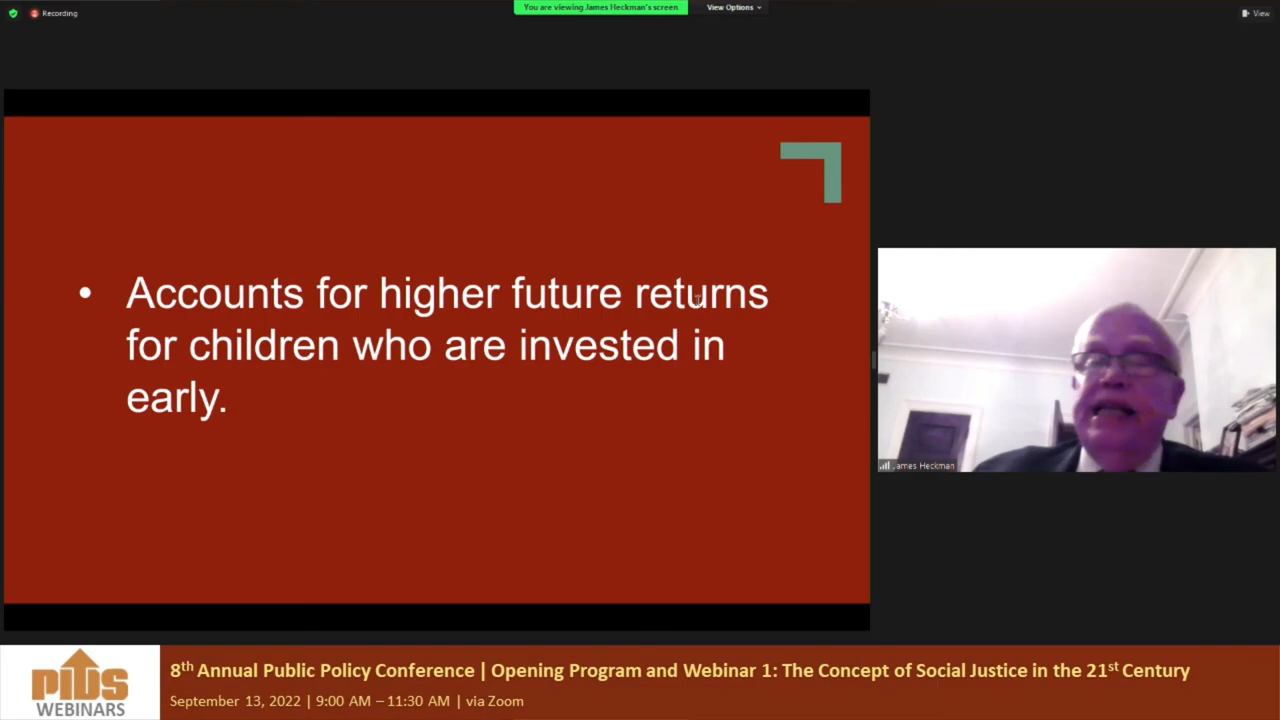 Recording
You are viewing James Heckman's screen
View Options
View
• Accounts for higher future returns
for children who are invested in
early.
James Heckman
PIDS
WEBINARS
8th Annual Public Policy Conference | Opening Program and Webinar 1: The Concept of Social Justice in the 21st Century
September 13, 2022 | 9:00 AM – 11:30 AM | via Zoom